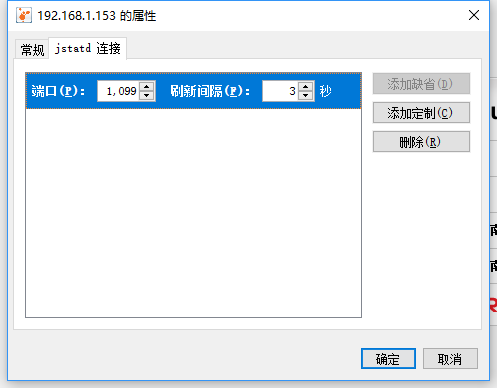 192.168.1.153 的属性
常规 jstatd 连接
端口(P): 1,099 刷新间隔(F): 3 秒
添加缺省(D)
添加定制(C)
删除(R)
确定 取消